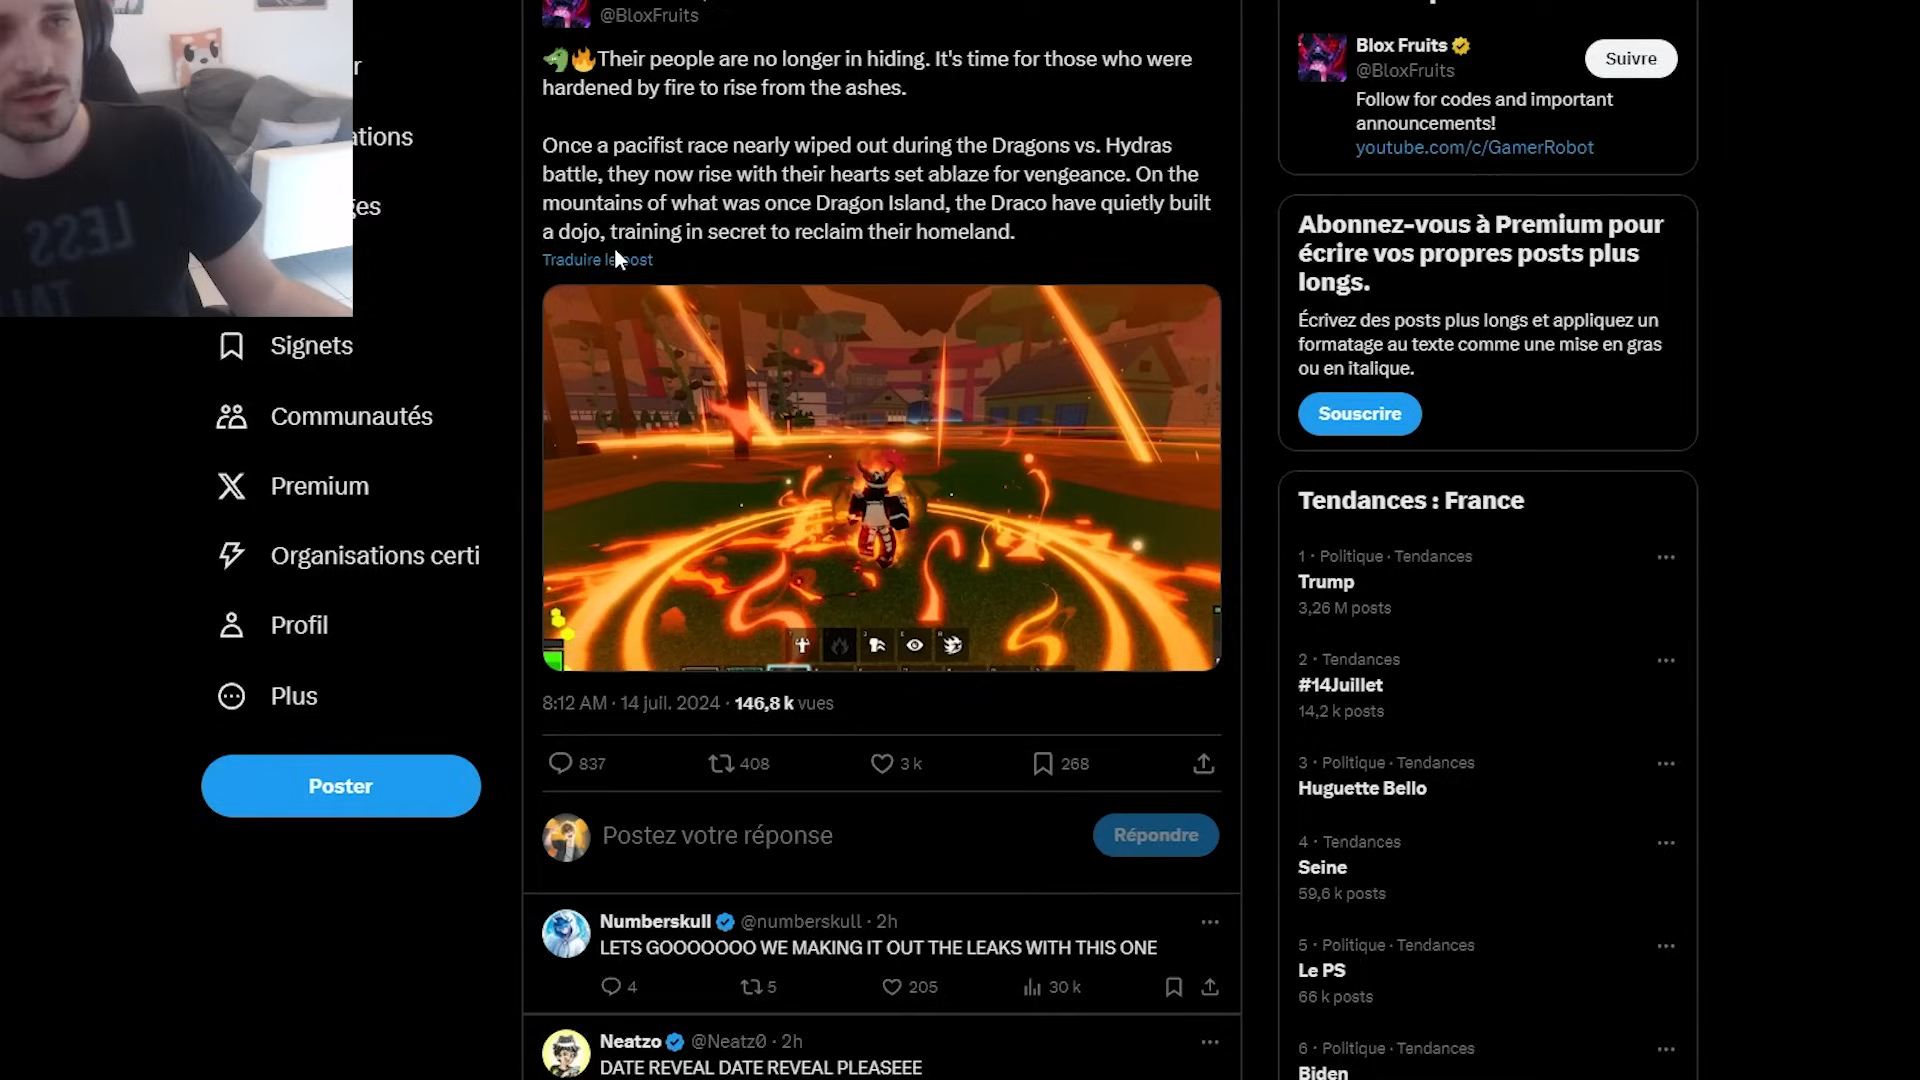 @BloxFruits
🐲🔥Their people are no longer in hiding. It's time for those who were
hardened by fire to rise from the ashes.
Once a pacifist race nearly wiped out during the Dragons vs. Hydras
battle, they now rise with their hearts set ablaze for vengeance. On the
mountains of what was once Dragon Island, the Draco have quietly built
a dojo, training in secret to reclaim their homeland.
Traduire le post
8:12 AM · 14 juil. 2024 · 146,8 k vues
837
408
3 k
268
Postez votre réponse
Répondre
Numberskull @numberskull · 2h
LETS GOOOOOOO WE MAKING IT OUT THE LEAKS WITH THIS ONE
4
5
205
30 k
Neatzo @Neatz0 · 2h
DATE REVEAL DATE REVEAL PLEASEEE
LESS
ations
ges
Signets
Communautés
Premium
Organisations certi
Profil
Plus
Poster
Blox Fruits
@BloxFruits
Suivre
Follow for codes and important
announcements!
youtube.com/c/GamerRobot
Abonnez-vous à Premium pour
écrire vos propres posts plus
longs.
Écrivez des posts plus longs et appliquez un
formatage au texte comme une mise en gras
ou en italique.
Souscrire
Tendances : France
1 · Politique · Tendances
Trump
3,26 M posts
2 · Tendances
#14Juillet
14,2 k posts
3 · Politique · Tendances
Huguette Bello
4 · Tendances
Seine
59,6 k posts
5 · Politique · Tendances
Le PS
66 k posts
6 · Politique · Tendances
Biden